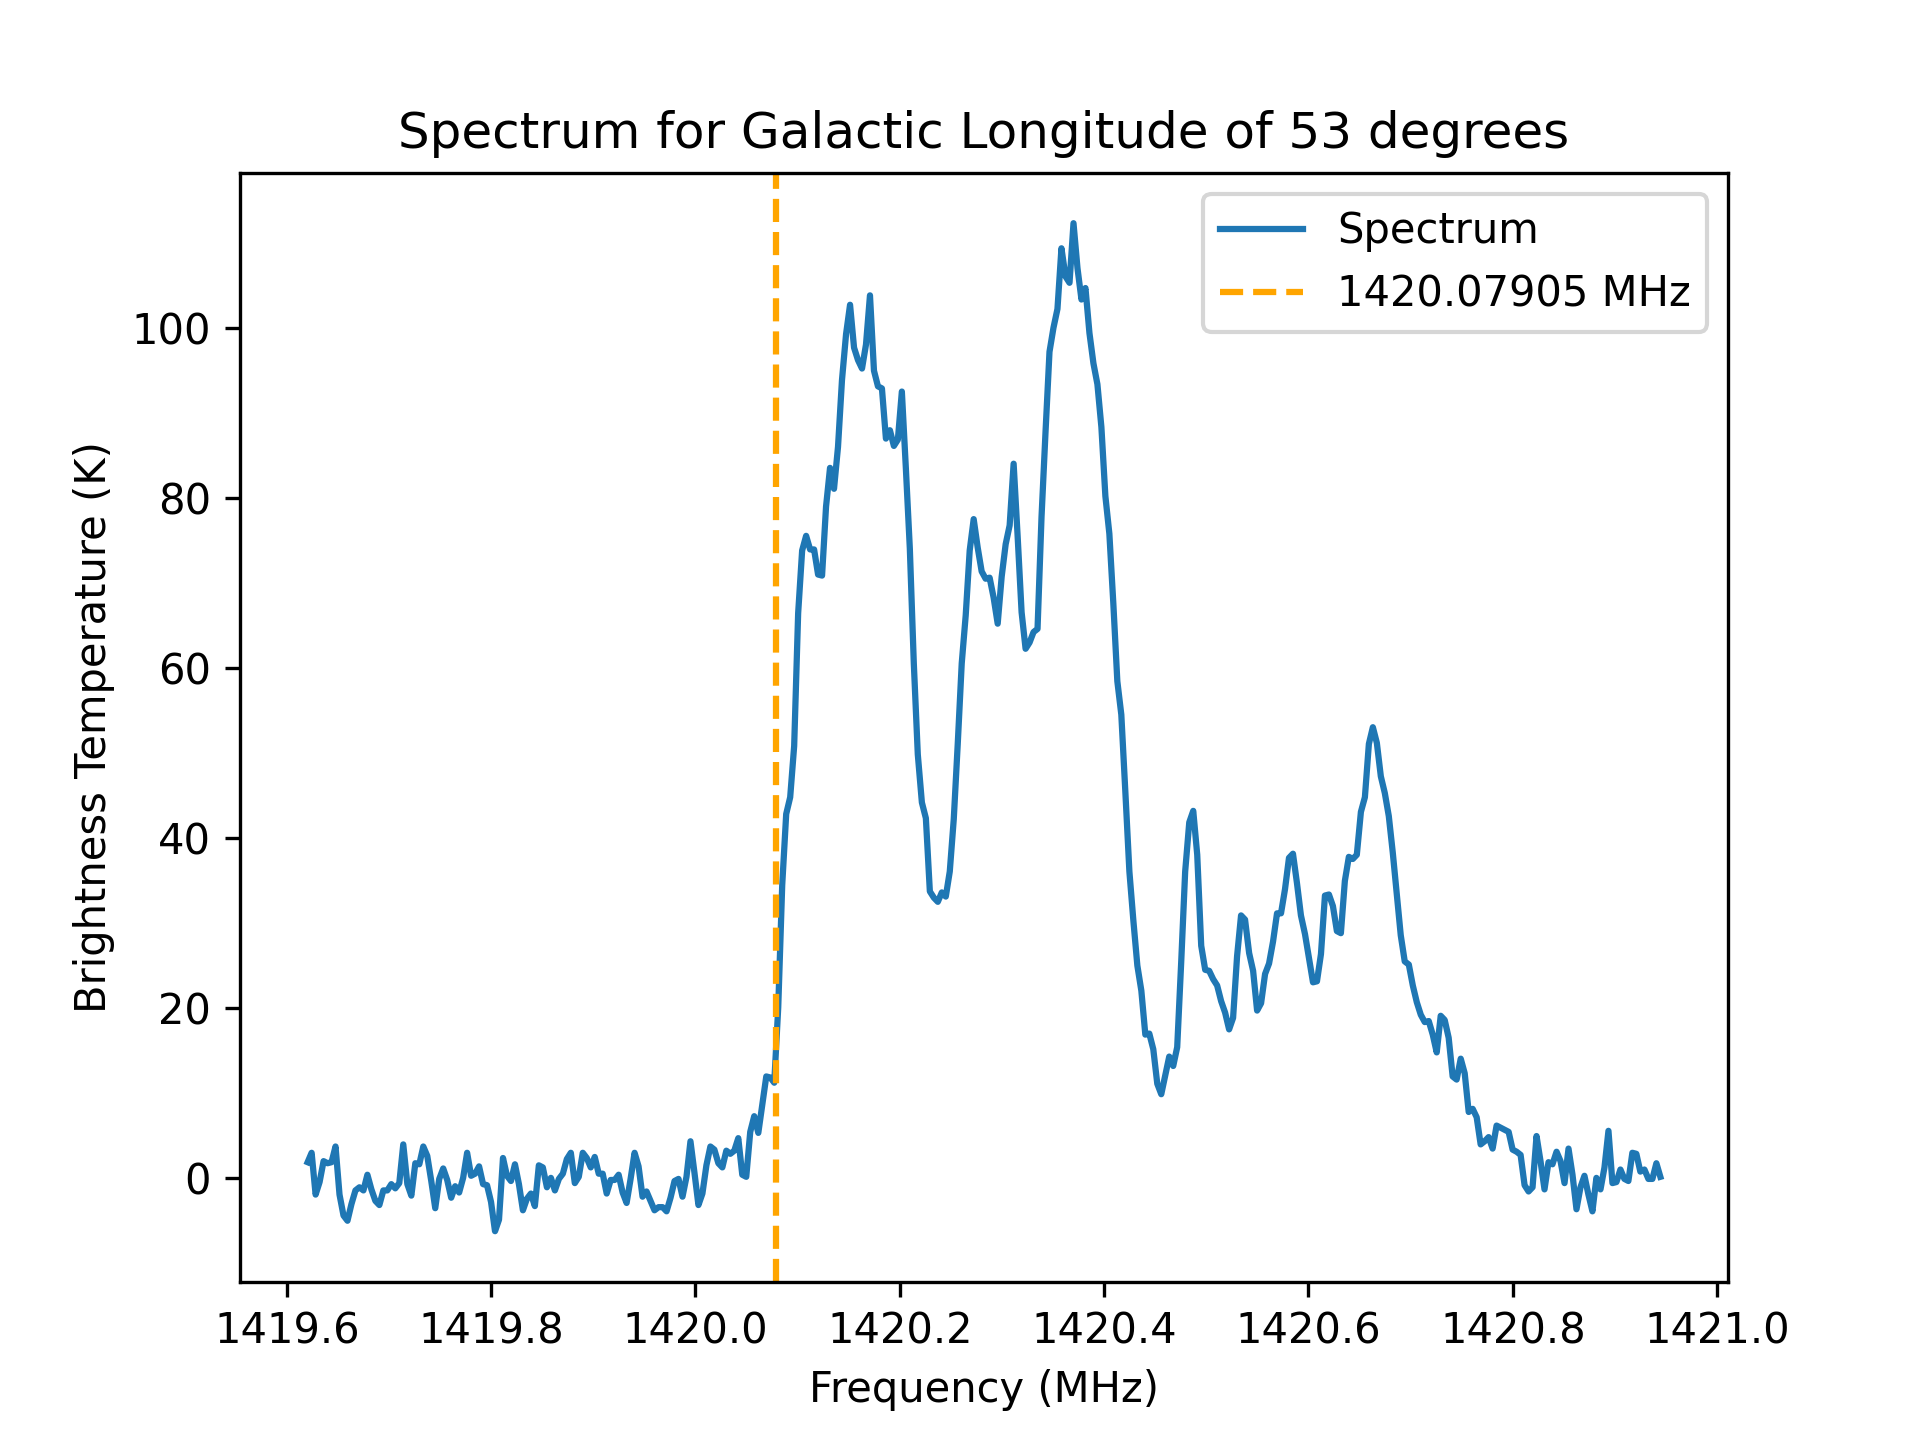 Spectrum for Galactic Longitude of 53 degrees
Spectrum
1420.07905 MHz
Brightness Temperature (K)
100
80
60
40
20
0
1419.6 1419.8 1420.0 1420.2 1420.4 1420.6 1420.8 1421.0
Frequency (MHz)